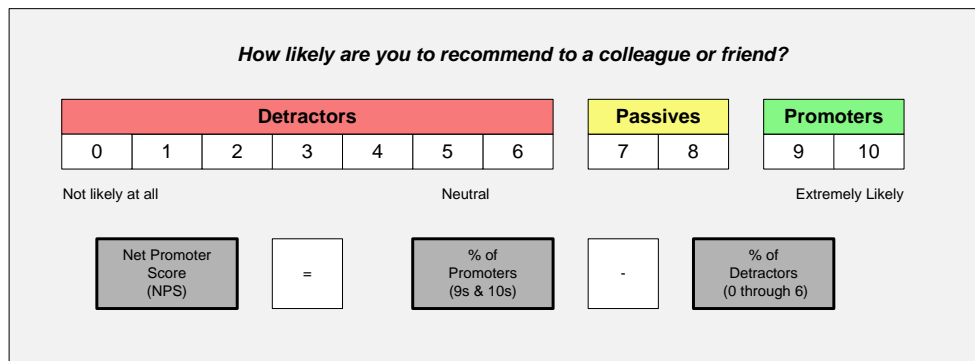 How likely are you to recommend to a colleague or friend?
Detractors Passives Promoters
0 1 2 3 4 5 6 7 8 9 10
Not likely at all Neutral Extremely Likely
Net Promoter
Score
(NPS)
=
% of
Promoters
(9s & 10s)
-
% of
Detractors
(0 through 6)